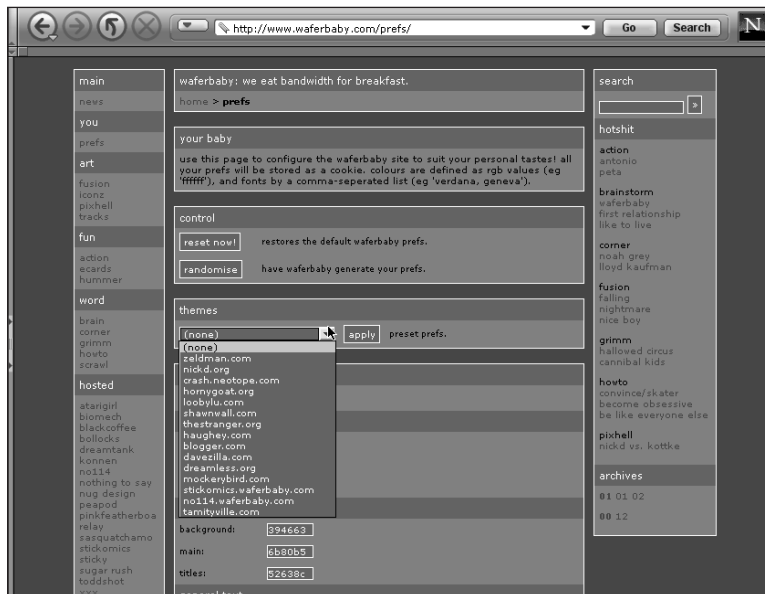 http://www.waferbaby.com/prefs/
Go
Search
N
main
news
you
prefs
art
fusion
iconz
pixhell
tracks
fun
action
ecards
hummer
word
brain
corner
grimm
howto
scrawl
hosted
atarigirl
biomech
blackcoffee
bollocks
dreamtank
konnen
no114
nothing to say
nug design
peapod
pinkfeatherboa
relay
sasquatchamo
stickomics
sticky
sugar rush
toddshot
xxx
waferbaby: we eat bandwidth for breakfast.
home > prefs
your baby
use this page to configure the waferbaby site to suit your personal tastes! all
your prefs will be stored as a cookie. colours are defined as rgb values (eg
'ffffff'), and fonts by a comma-seperated list (eg 'verdana, geneva').
control
reset now! restores the default waferbaby prefs.
randomise have waferbaby generate your prefs.
themes
(none) apply preset prefs.
(none)
zeldman.com
nickd.org
crash.neotope.com
hornygoat.org
loobylu.com
shawnwall.com
thestranger.org
haughey.com
blogger.com
davezilla.com
dreamless.org
mockerybird.com
stickomics.waferbaby.com
no114.waferbaby.com
tamityville.com
background: 394663
main: 6b80b5
titles: 52638c
general text
search
»
hotshit
action
antonio
peta
brainstorm
waferbaby
first relationship
like to live
corner
noah grey
lloyd kaufman
fusion
falling
nightmare
nice boy
grimm
hallowed circus
cannibal kids
howto
convince/skater
become obsessive
be like everyone else
pixhell
nickd vs. kottke
archives
01 01 02
00 12